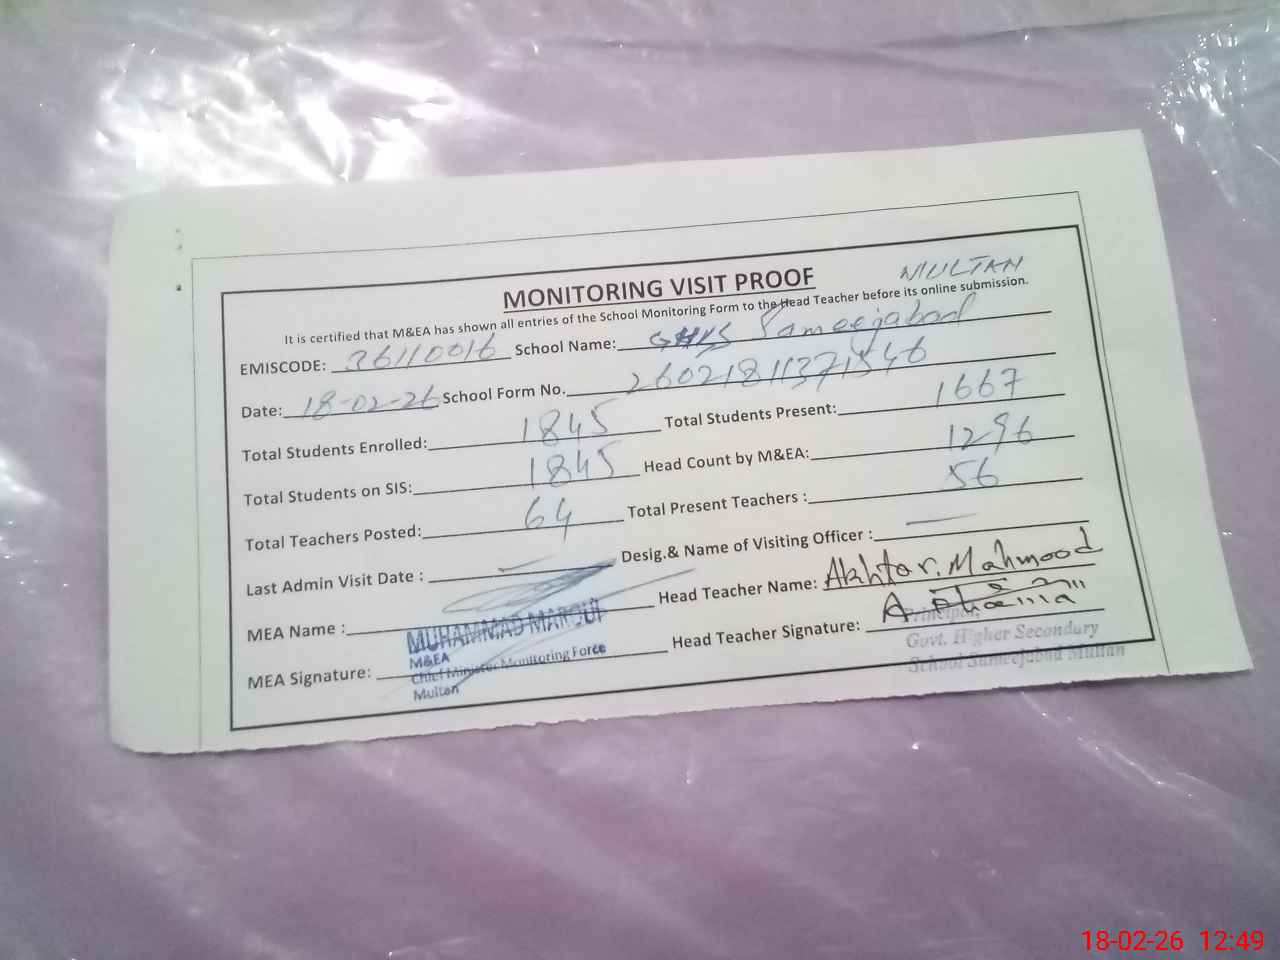 MONITORING VISIT PROOF
MULTAN
It is certified that M&EA has shown all entries of the School Monitoring Form to the Head Teacher before its online submission.
EMISCODE: 36110016 School Name: GHSS Sameejabad
Date: 18-02-26 School Form No. 26021811371546
Total Students Enrolled: 1845 Total Students Present: 1667
Total Students on SIS: 1845 Head Count by M&EA: 1296
Total Teachers Posted: 64 Total Present Teachers : 56
Last Admin Visit Date : — Desig.& Name of Visiting Officer : —
MEA Name : Head Teacher Name: Akhtar. Mahmood
MUHAMMAD
MEA Signature: Head Teacher Signature:
M&EA
Chief Minister Monitoring Force
Multan
Principal,
Govt. Higher Secondary
School Sameejabad Multan
18-02-26 12:49